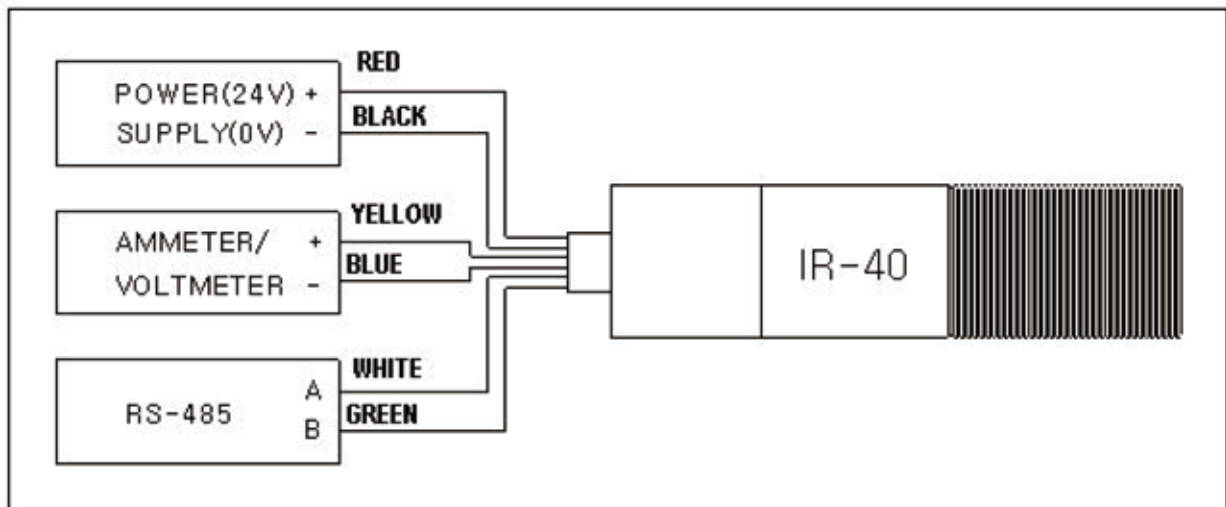 RED
POWER(24V) +
BLACK
SUPPLY(0V) -
YELLOW
AMMETER/ +
BLUE
VOLTMETER -
IR-40
WHITE
A
RS-485
GREEN
B